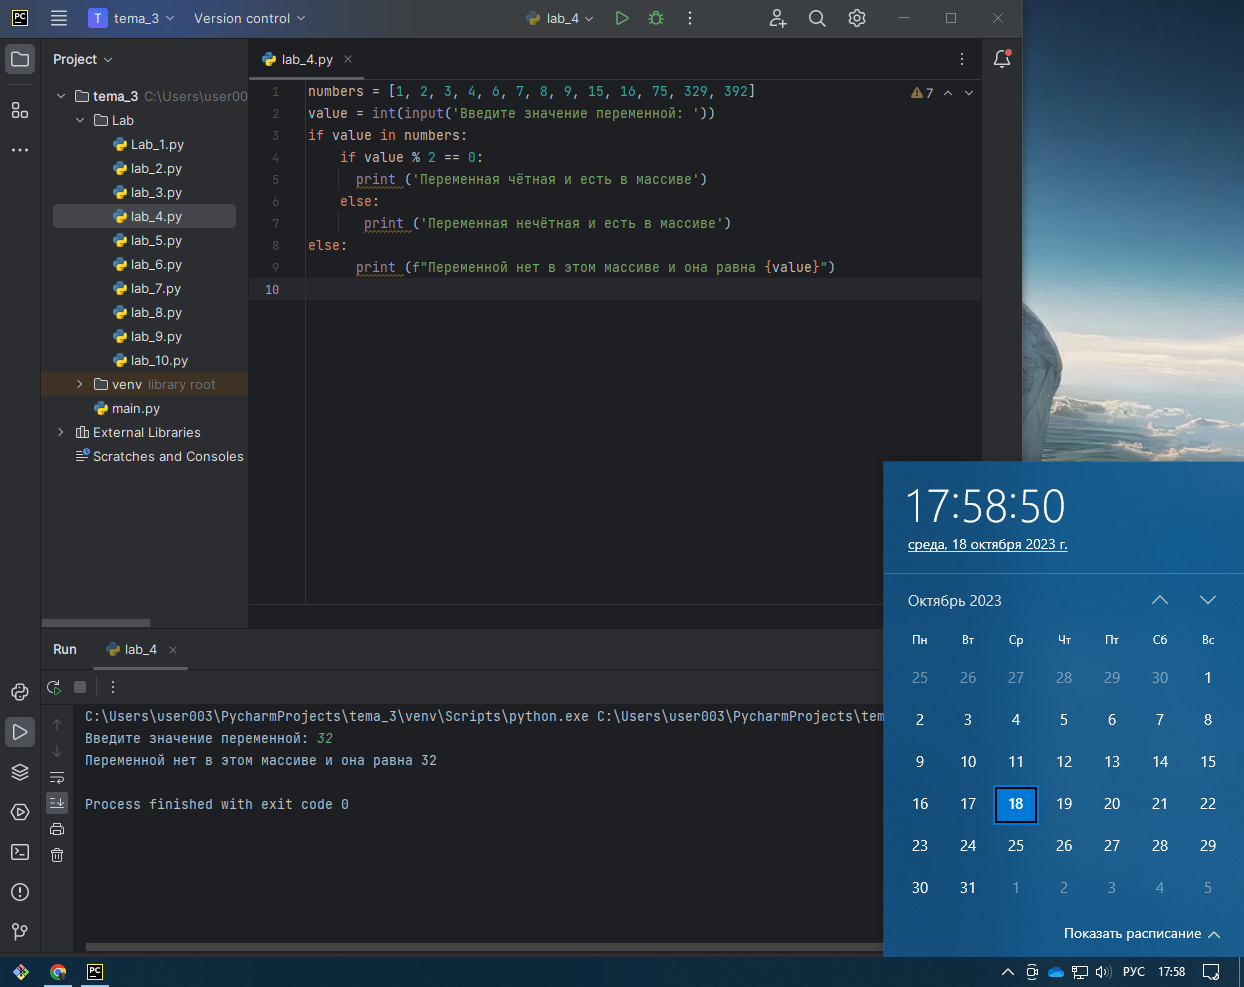 PC
T tema_3
Version control
lab_4
Project
lab_4.py
tema_3 C:\Users\user00
Lab
Lab_1.py
lab_2.py
lab_3.py
lab_4.py
lab_5.py
lab_6.py
lab_7.py
lab_8.py
lab_9.py
lab_10.py
venv library root
main.py
External Libraries
Scratches and Consoles
7
1 numbers = [1, 2, 3, 4, 6, 7, 8, 9, 15, 16, 75, 329, 392]
2 value = int(input('Введите значение переменной: '))
3 if value in numbers:
4 if value % 2 == 0:
5 print ('Переменная чётная и есть в массиве')
6 else:
7 print ('Переменная нечётная и есть в массиве')
8 else:
9 print (f"Переменной нет в этом массиве и она равна {value}")
10
Run
lab_4
C:\Users\user003\PycharmProjects\tema_3\venv\Scripts\python.exe C:\Users\user003\PycharmProjects\tem
Введите значение переменной: 32
Переменной нет в этом массиве и она равна 32
Process finished with exit code 0
17:58:50
среда, 18 октября 2023 г.
Октябрь 2023
Пн Вт Ср Чт Пт Сб Вс
25 26 27 28 29 30 1
2 3 4 5 6 7 8
9 10 11 12 13 14 15
16 17 18 19 20 21 22
23 24 25 26 27 28 29
30 31 1 2 3 4 5
Показать расписание
PC
РУС 17:58